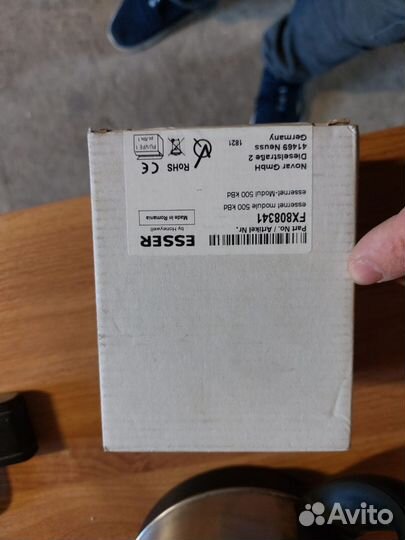 ESSER
by Honeywell
Made in Romania
Part No. / Artikel Nr.
FX808341
essernet module 500 kBd
essernet-Modul 500 kBd
Novar GmbH
Dieselstraße 2
41469 Neuss
Germany
1821
RoHS
CE
Avito